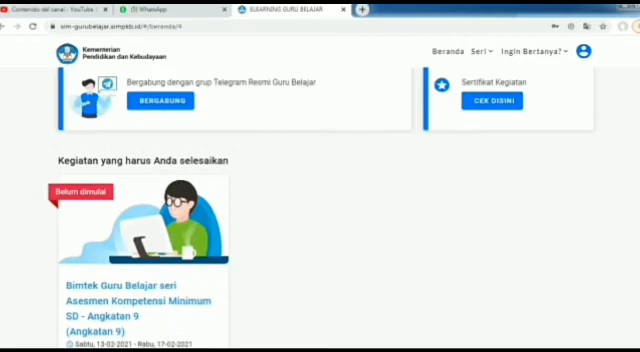 Contenidos del canal - YouTube
(5) WhatsApp
ELEARNING GURU BELAJAR
sim-gurubelajar.simpkb.id/#/beranda/4
Kementerian
Pendidikan dan Kebudayaan
Beranda Seri Ingin Bertanya?
Bergabung dengan grup Telegram Resmi Guru Belajar
BERGABUNG
Sertifikat Kegiatan
CEK DISINI
Kegiatan yang harus Anda selesaikan
Belum dimulai
Bimtek Guru Belajar seri
Asesmen Kompetensi Minimum
SD - Angkatan 9
(Angkatan 9)
Sabtu, 13-02-2021 - Rabu, 17-02-2021